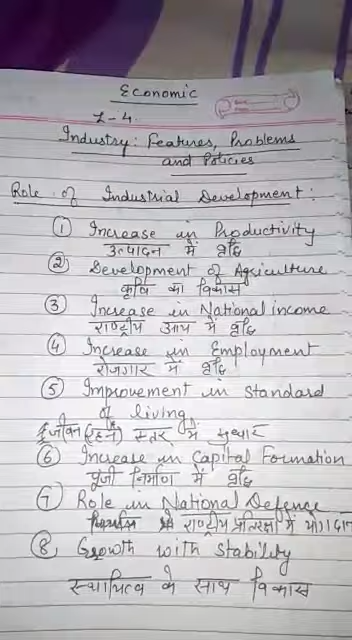 Economic
L-4.
Industry: Features, Problems
and Policies
Role of Industrial Development:
① Increase in Productivity
उत्पादन में वृद्धि
② Development of Agriculture
कृषि का विकास
③ Increase in National income
राष्ट्रीय आय में वृद्धि
④ Increase in Employment
रोजगार में वृद्धि
⑤ Improvement in Standard
of living
जीवन (रहन) स्तर में सुधार
⑥ Increase in Capital Formation
पूंजी निर्माण में वृद्धि
⑦ Role in National Defence
राष्ट्रीय प्रतिरक्षा में योगदान
⑧ Growth with stability
स्थायित्व के साथ विकास